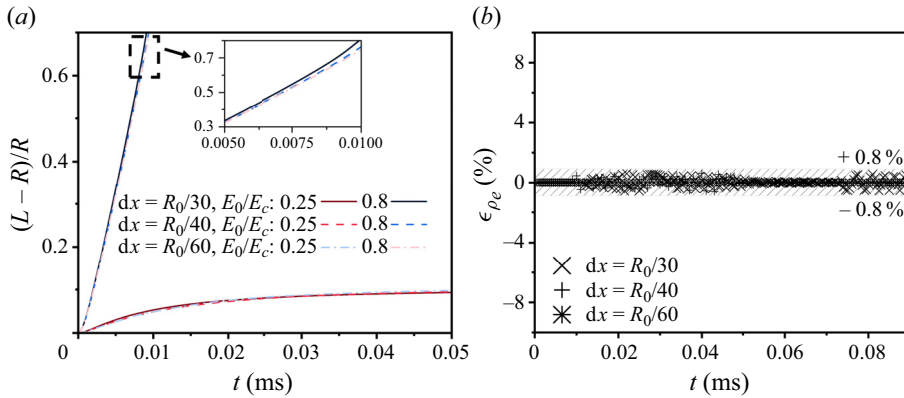 (a)
(L – R)/R
0.6
0.4
0.2
0
0.01
0.02
0.03
0.04
0.05
t (ms)
0.7
0.5
0.3
0.0050
0.0075
0.0100
dx = R0/30, E0/Ec: 0.25 0.8
dx = R0/40, E0/Ec: 0.25 0.8
dx = R0/60, E0/Ec: 0.25 0.8
(b)
ϵρe (%)
8
4
0
−4
−8
+ 0.8 %
− 0.8 %
dx = R0/30
dx = R0/40
dx = R0/60
0
0.02
0.04
0.06
0.08
t (ms)